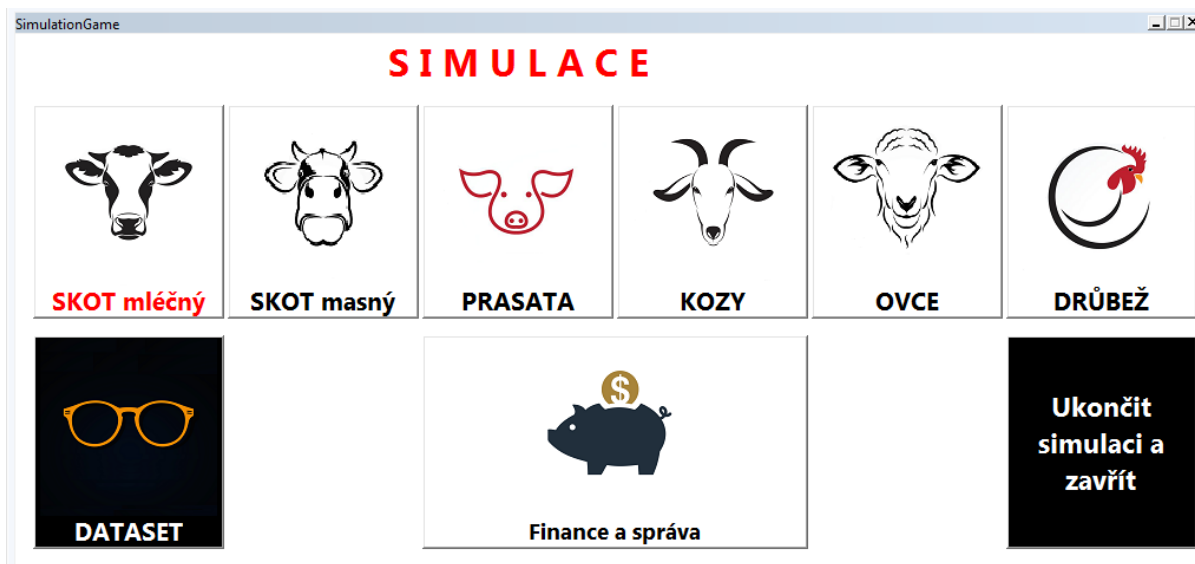 SimulationGame
S I M U L A C E
SKOT mléčný
SKOT masný
PRASATA
KOZY
OVCE
DRŮBEŽ
DATASET
$
Finance a správa
Ukončit
simulaci a
zavřít